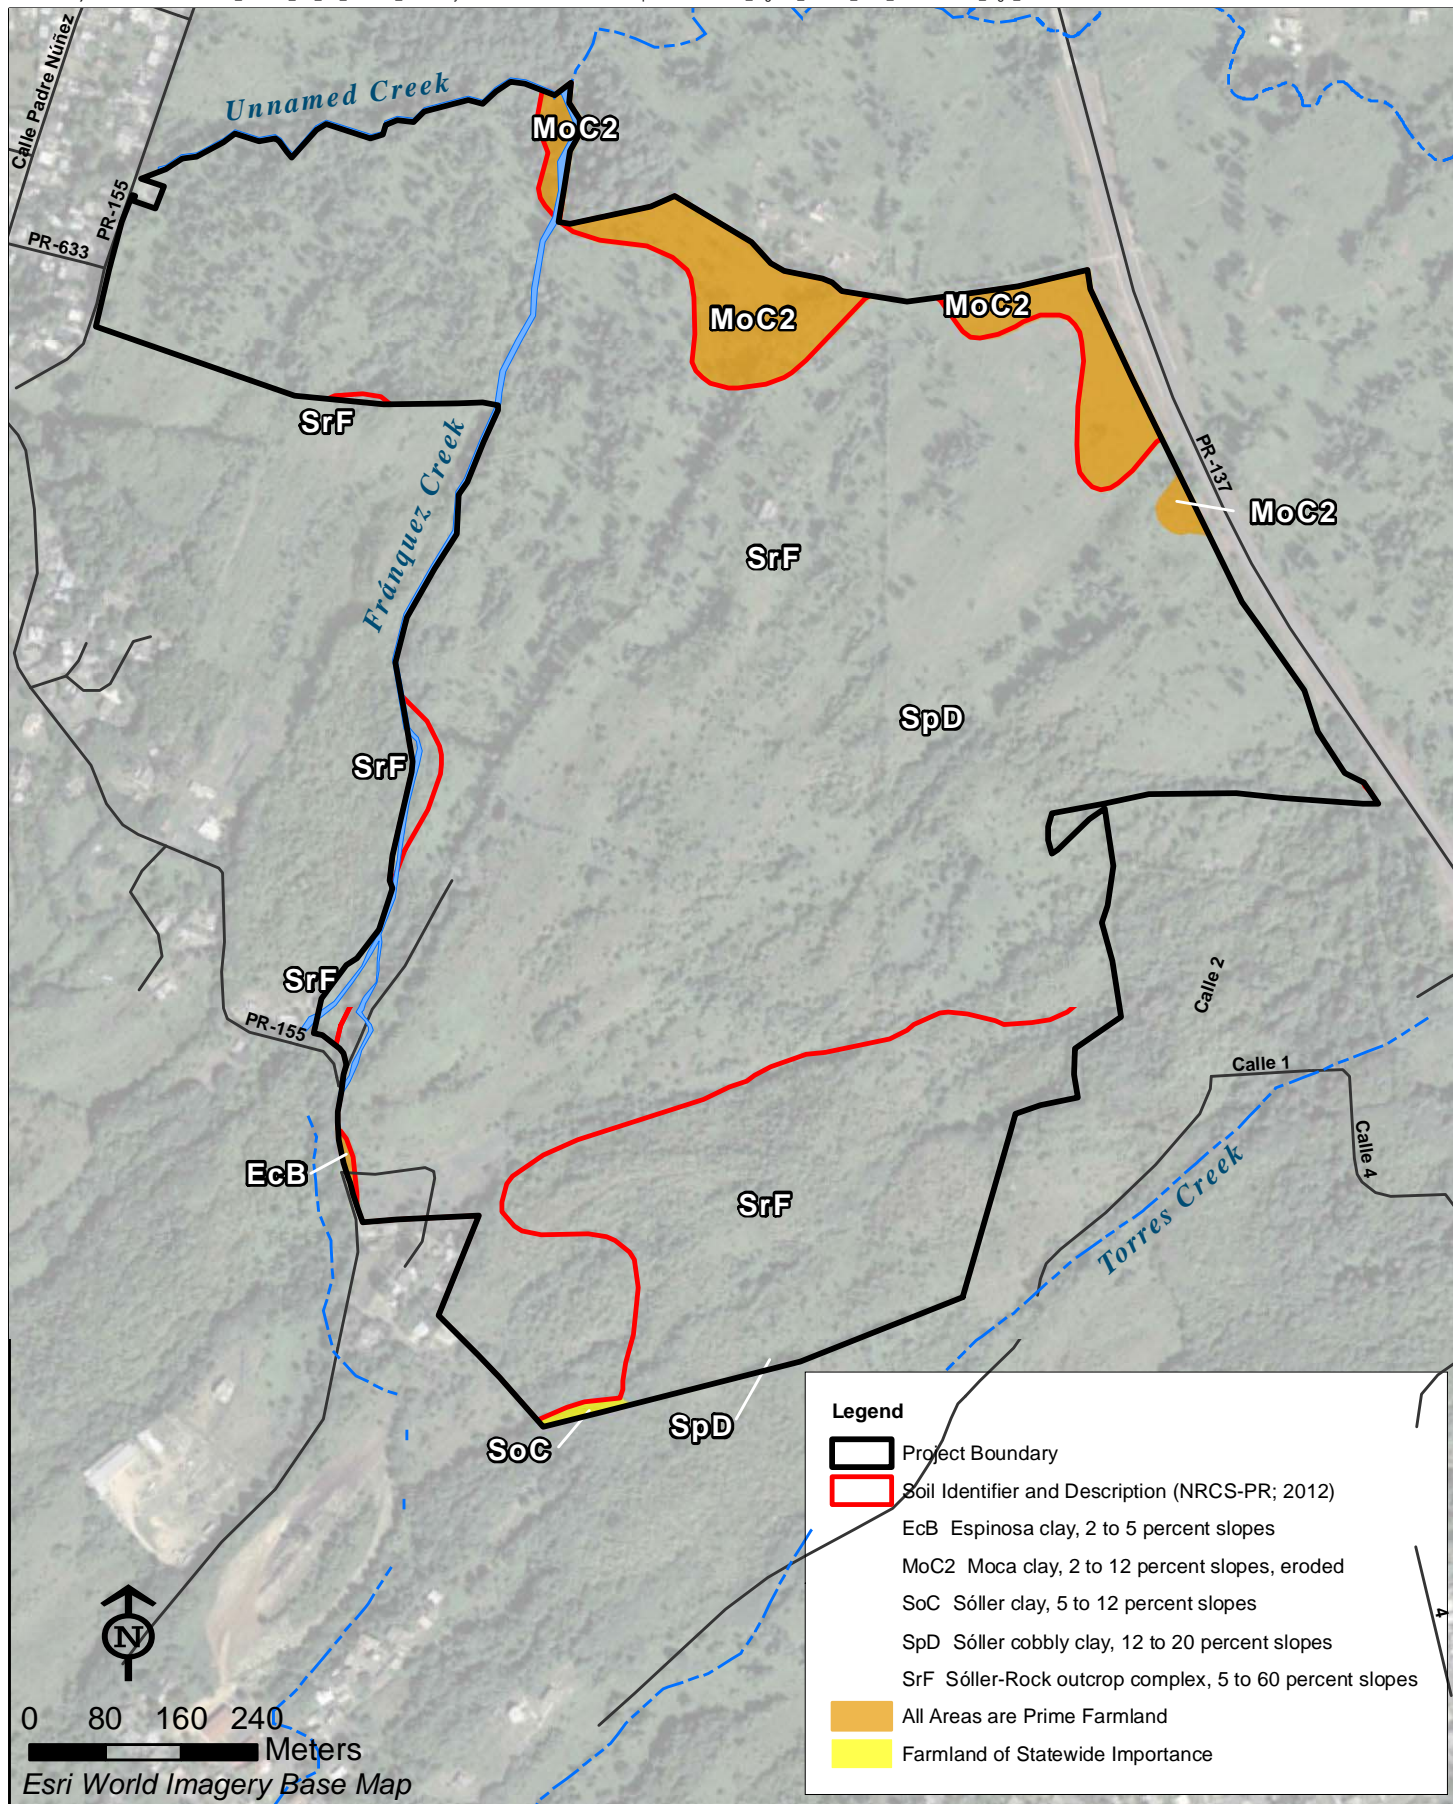 Calle Padre Núñez
Unnamed Creek
MoC2
PR-155
PR-633
MoC2
MoC2
SrF
Fránquez Creek
PR-137
MoC2
SrF
SpD
SrF
SrF
PR-155
Calle 2
Calle 1
Calle 4
EcB
SrF
Torres Creek
SpD
SoC
Legend
Project Boundary
Soil Identifier and Description (NRCS-PR; 2012)
EcB Espinosa clay, 2 to 5 percent slopes
MoC2 Moca clay, 2 to 12 percent slopes, eroded
SoC Sóller clay, 5 to 12 percent slopes
SpD Sóller cobbly clay, 12 to 20 percent slopes
SrF Sóller-Rock outcrop complex, 5 to 60 percent slopes
All Areas are Prime Farmland
Farmland of Statewide Importance
4
N
0 80 160 240
Meters
Esri World Imagery Base Map